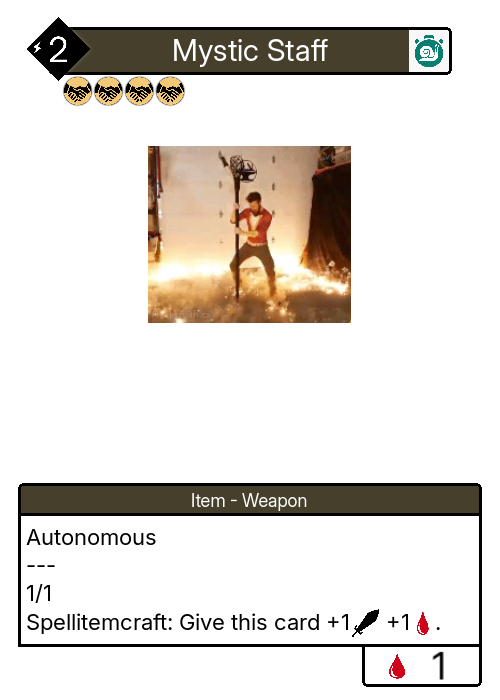 2
Mystic Staff
Item - Weapon
Autonomous
---
1/1
Spellitemcraft: Give this card +1 +1 .
1